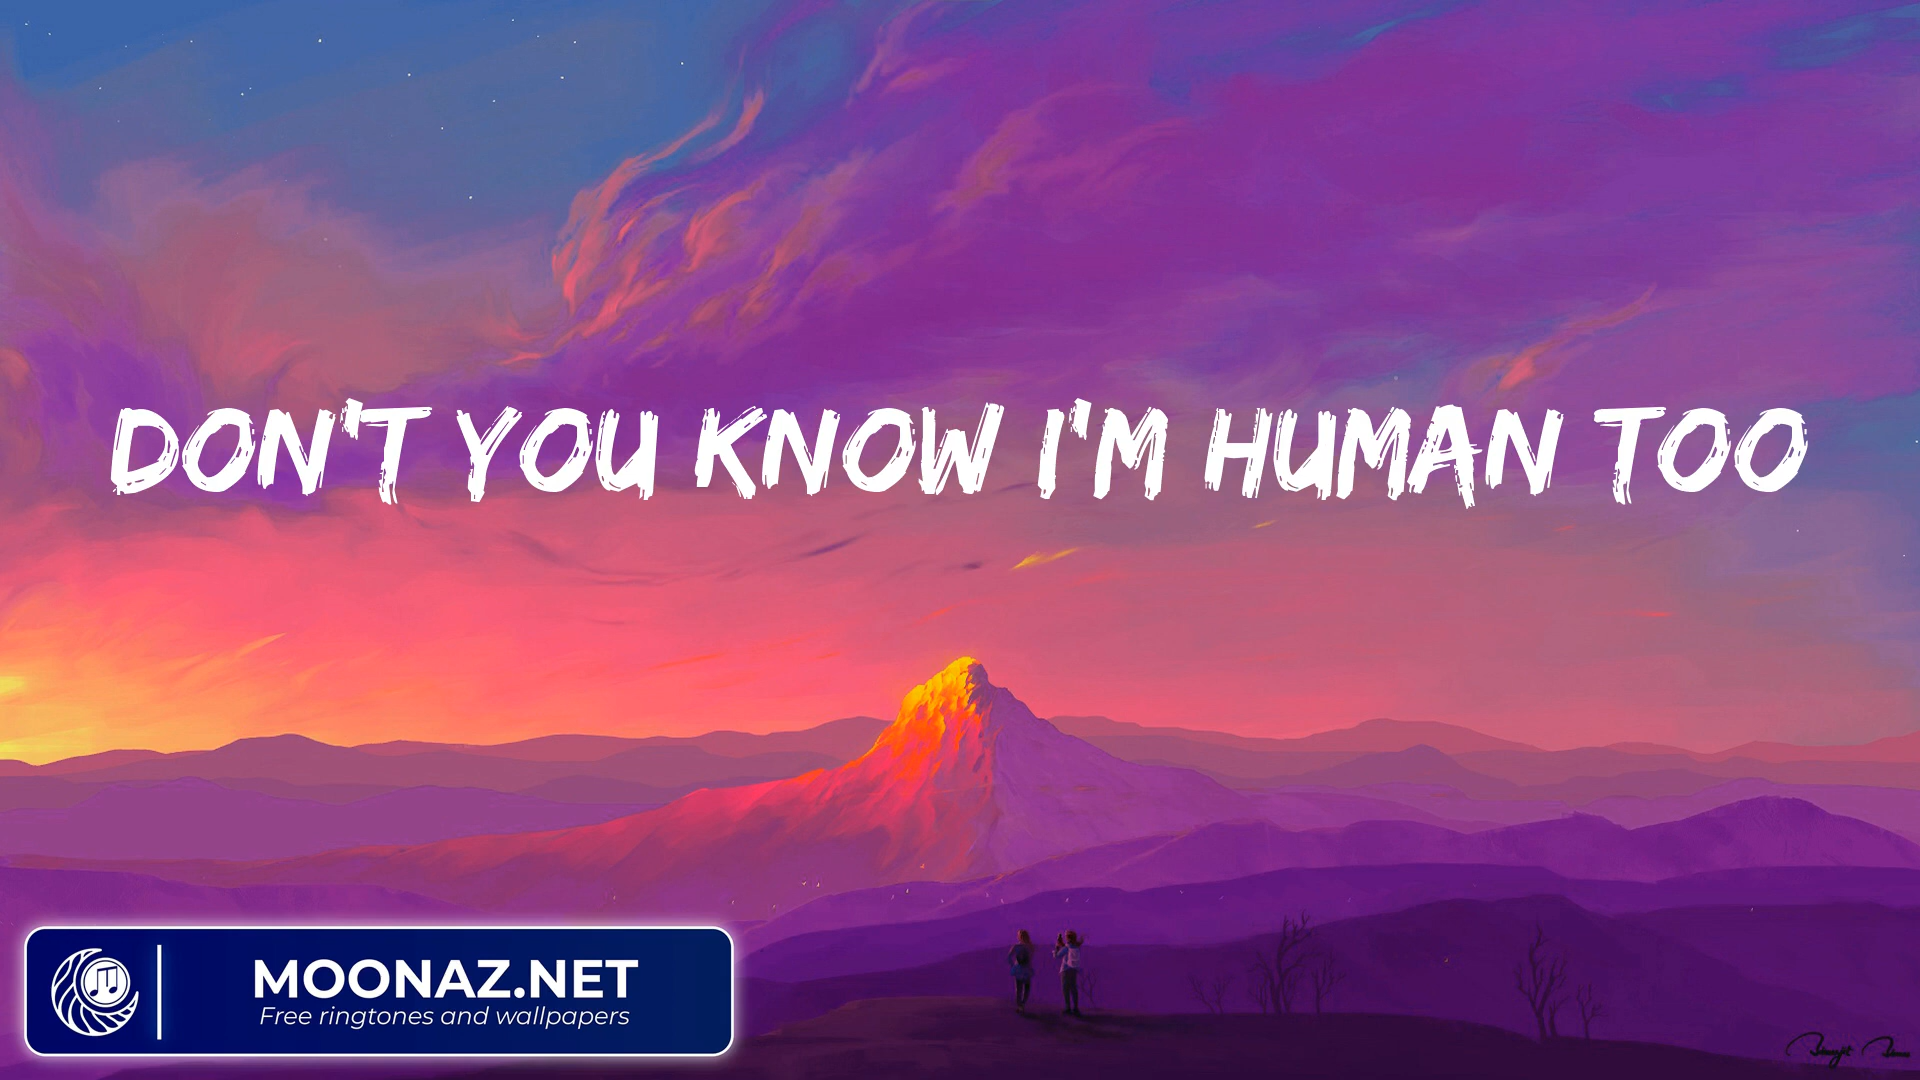 DON'T YOU KNOW I'M HUMAN TOO
MOONAZ.NET
Free ringtones and wallpapers